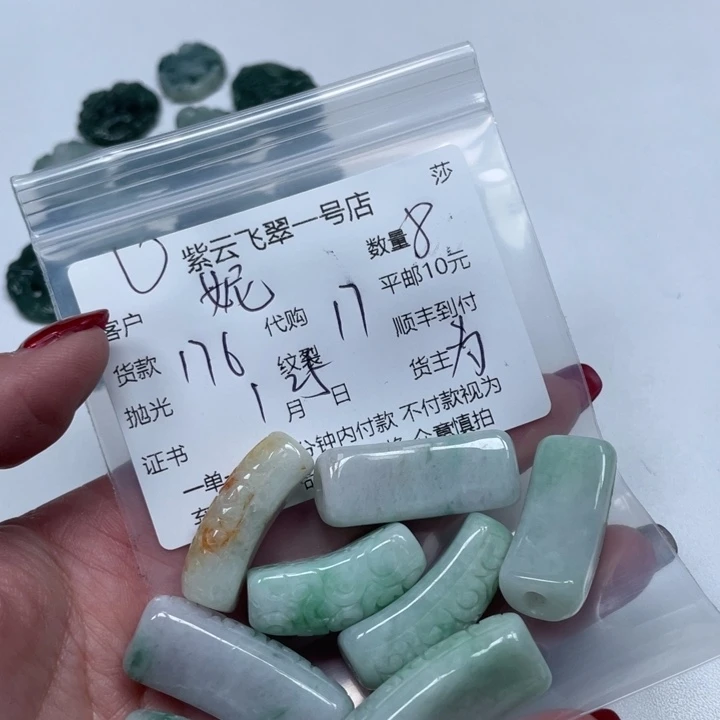 莎
紫云飞翠一号店
数量 8
客户 妮
平邮10元
代购 17
顺丰到付
货款 176
纹裂
货主
抛光
1 月 日
证书
分钟内付款 不付款视为
一单
慎拍